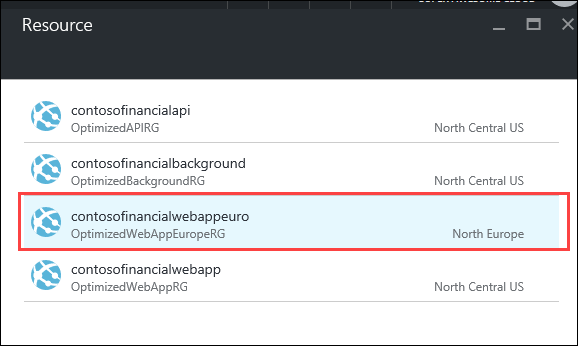 Resource
contosofinancialapi
OptimizedAPIRG North Central US
contosofinancialbackground
OptimizedBackgroundRG North Central US
contosofinancialwebappeuro
OptimizedWebAppEuropeRG North Europe
contosofinancialwebapp
OptimizedWebAppRG North Central US